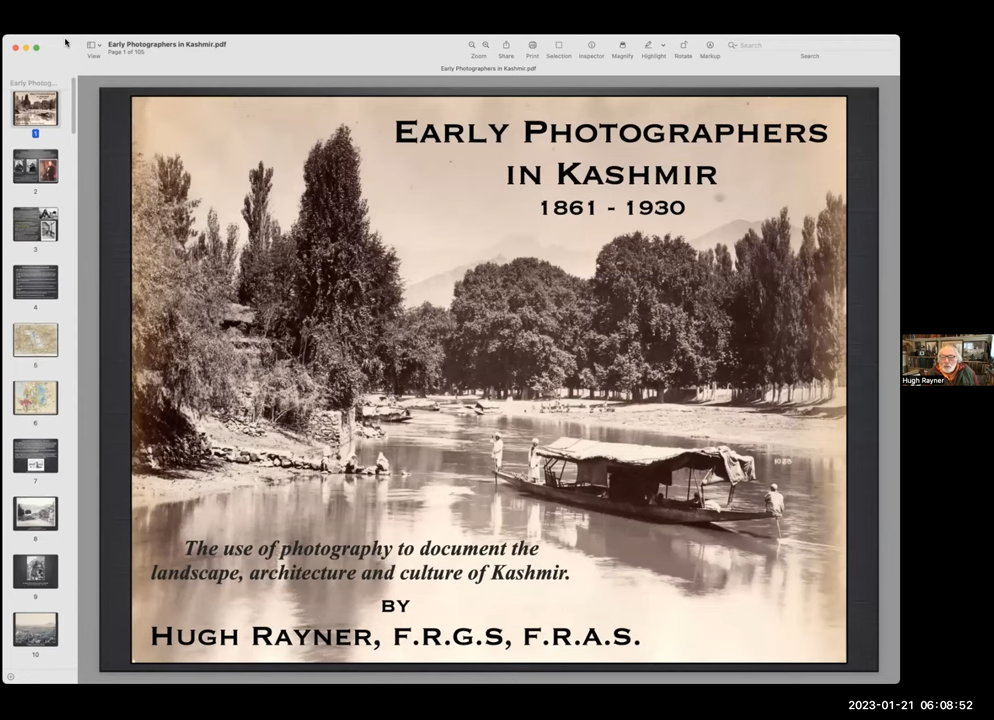 Early Photographers in Kashmir.pdf
Page 1 of 105
View
Zoom
Share
Print
Selection
Inspector
Magnify
Highlight
Rotate
Markup
Search
Search
Early Photographers in Kashmir.pdf
Early Photog...
1
2
3
4
5
6
7
8
9
10
EARLY PHOTOGRAPHERS
IN KASHMIR
1861 - 1930
The use of photography to document the
landscape, architecture and culture of Kashmir.
BY
HUGH RAYNER, F.R.G.S, F.R.A.S.
Hugh Rayner
2023-01-21 06:08:52